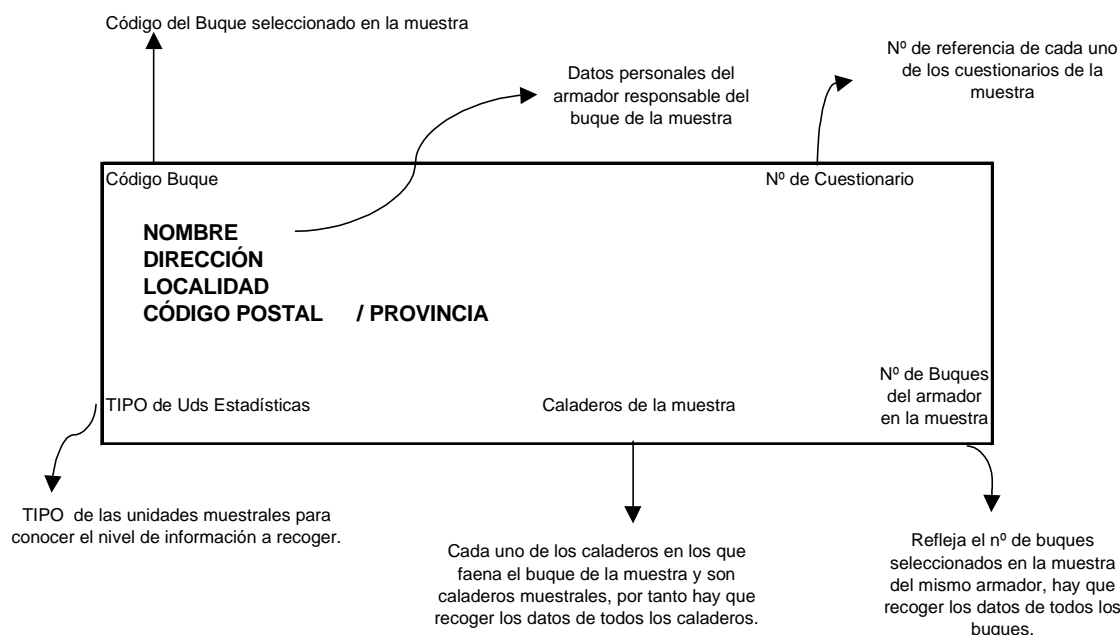 Código del Buque seleccionado en la muestra
Nº de referencia de cada uno
de los cuestionarios de la
muestra
Datos personales del
armador responsable del
buque de la muestra
Código Buque
Nº de Cuestionario
NOMBRE
DIRECCIÓN
LOCALIDAD
CÓDIGO POSTAL / PROVINCIA
Nº de Buques
del armador
en la muestra
TIPO de Uds Estadísticas
Caladeros de la muestra
TIPO de las unidades muestrales para
conocer el nivel de información a recoger.
Cada uno de los caladeros en los que
faena el buque de la muestra y son
caladeros muestrales, por tanto hay que
recoger los datos de todos los caladeros.
Refleja el nº de buques
seleccionados en la muestra
del mismo armador, hay que
recoger los datos de todos los
buques.